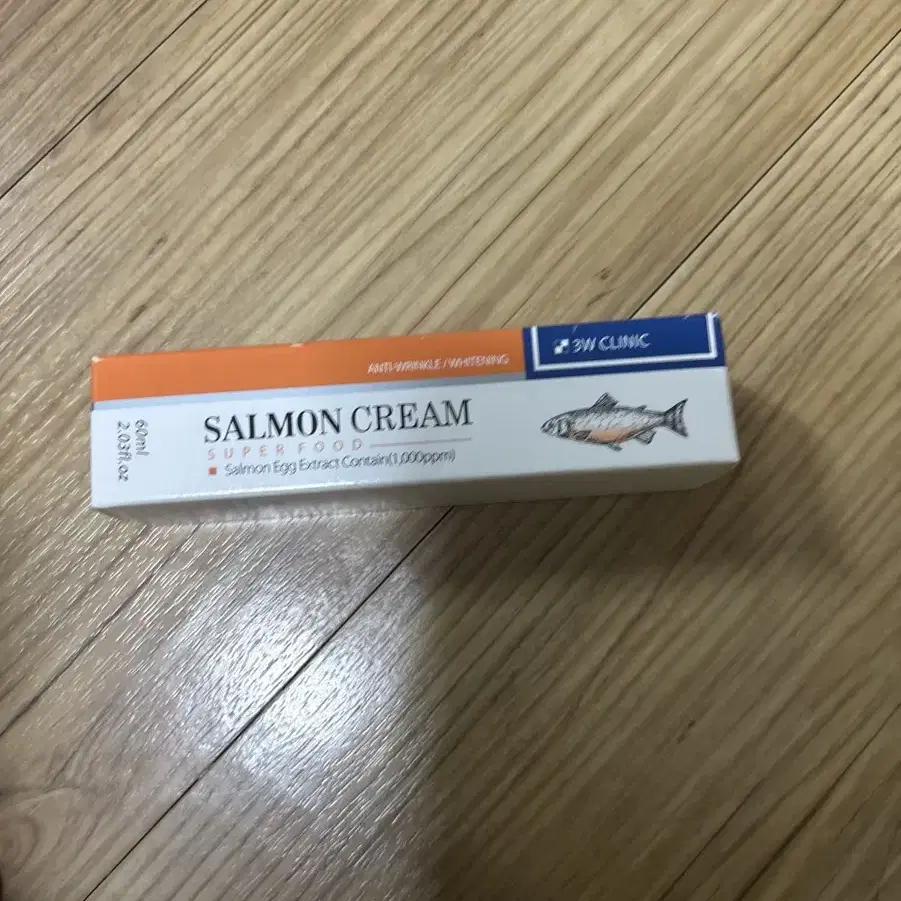 3W CLINIC
ANTI-WRINKLE / WHITENING
SALMON CREAM
SUPER FOOD
Salmon Egg Extract Contain(1,000ppm)
60ml
2.03fl.oz